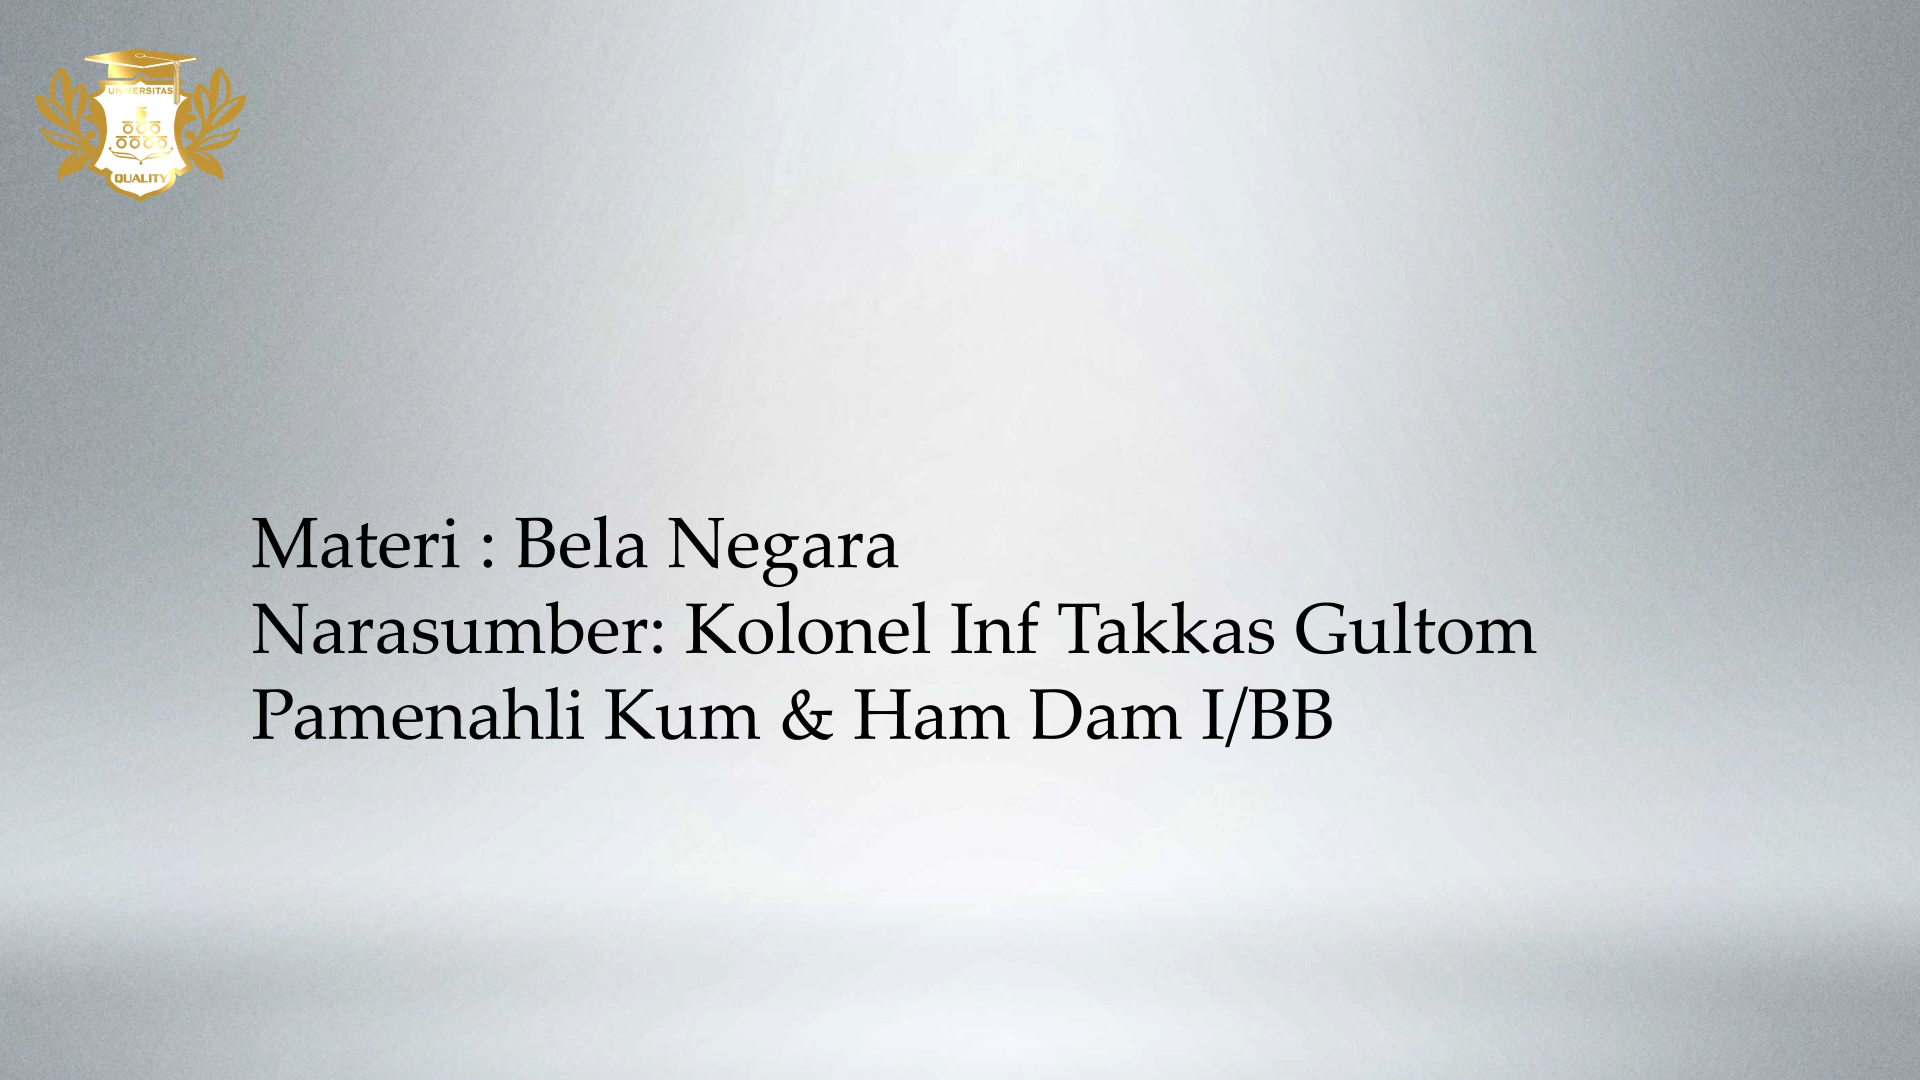 UNIVERSITAS
QUALITY
Materi : Bela Negara
Narasumber: Kolonel Inf Takkas Gultom
Pamenahli Kum & Ham Dam I/BB